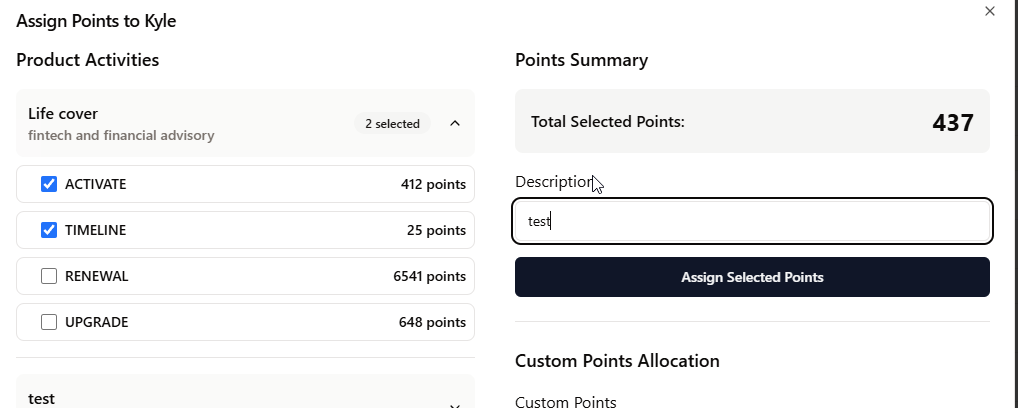 Assign Points to Kyle
Product Activities
Life cover
fintech and financial advisory
2 selected
ACTIVATE 412 points
TIMELINE 25 points
RENEWAL 6541 points
UPGRADE 648 points
test
Points Summary
Total Selected Points: 437
Description
test
Assign Selected Points
Custom Points Allocation
Custom Points